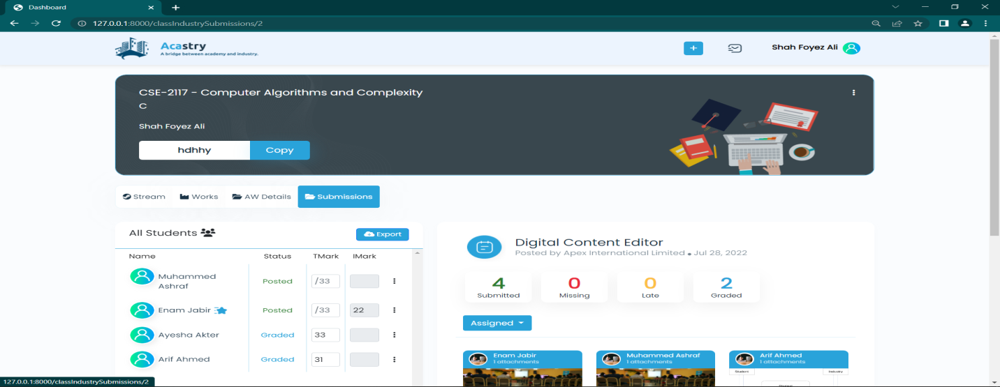 Dashboard
127.0.0.1:8000/classIndustrySubmissions/2
Acastry
A bridge between academy and industry.
+
Shah Foyez Ali
CSE-2117 - Computer Algorithms and Complexity
C
Shah Foyez Ali
hdhhy Copy
Stream Works AW Details Submissions
All Students Export
Name Status TMark IMark
Muhammed Ashraf Posted /33
Enam Jabir Posted /33 22
Ayesha Akter Graded 33
Arif Ahmed Graded 31
Digital Content Editor
Posted by Apex International Limited • Jul 28, 2022
4 0 0 2
Submitted Missing Late Graded
Assigned
Enam Jabir
1 attachments
Muhammed Ashraf
1 attachments
Arif Ahmed
1 attachments
Student Industry
127.0.0.1:8000/classIndustrySubmissions/2